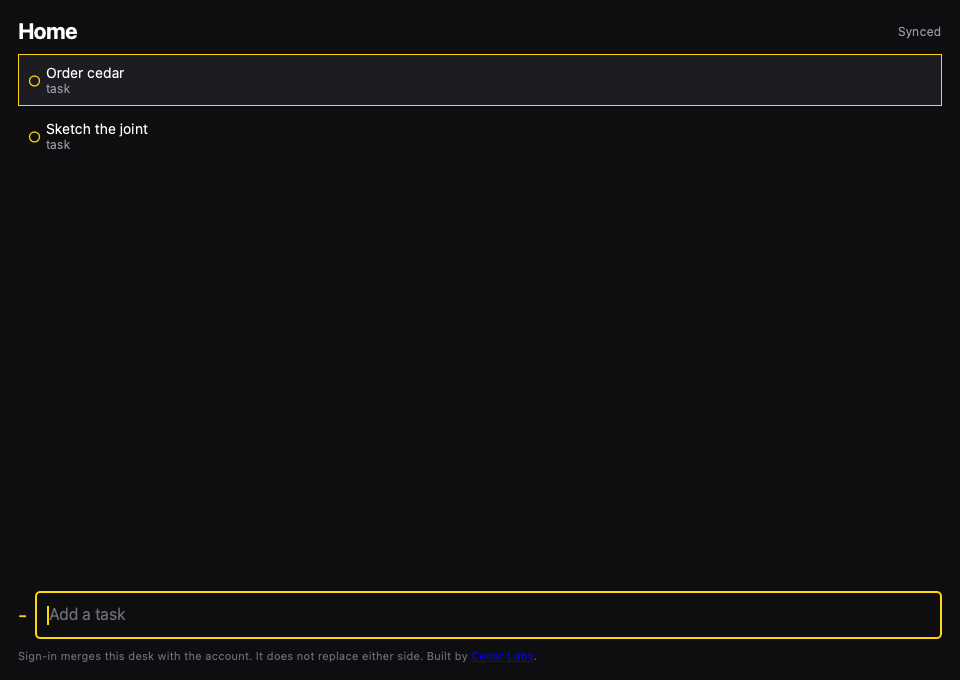 Home
Synced
Order cedar
task
Sketch the joint
task
– Add a task
Sign-in merges this desk with the account. It does not replace either side. Built by Cedar Labs.